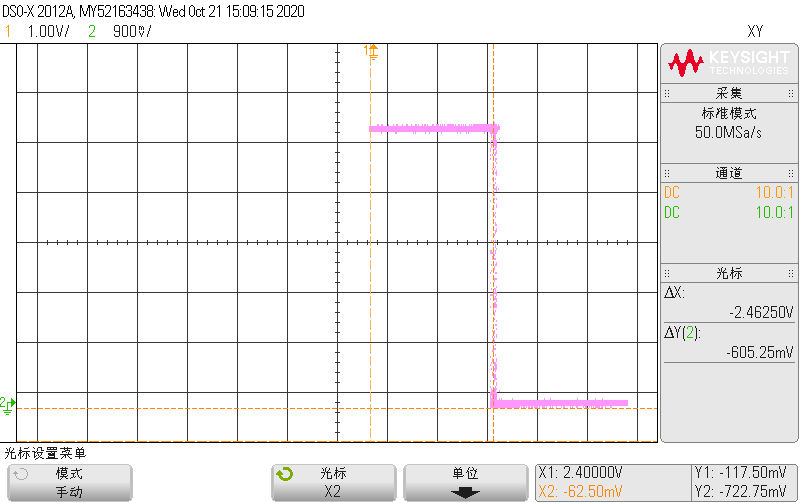 DSO-X 2012A, MY52163438: Wed Oct 21 15:09:15 2020
1 1.00V/ 2 900mV/ XY
1
KEYSIGHT
TECHNOLOGIES
采集
标准模式
50.0MSa/s
通道
DC 10.0:1
DC 10.0:1
光标
ΔX:
-2.46250V
ΔY(2):
-605.25mV
2
光标设置菜单
模式
手动
光标
X2
单位
X1: 2.40000V
X2: -62.50mV
Y1: -117.50mV
Y2: -722.75mV